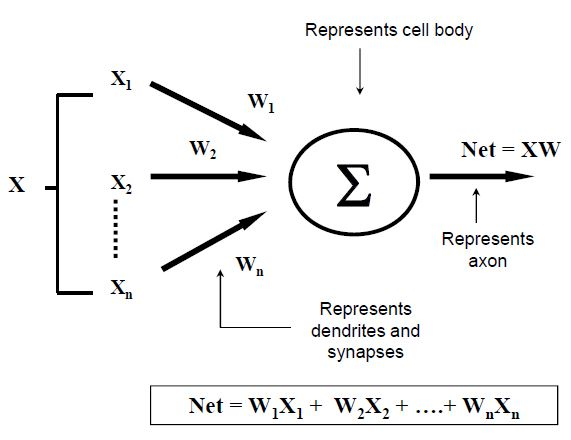 Represents cell body
X₁
W₁
W₂
Net = XW
X
X₂
Σ
Represents
axon
Wₙ
Xₙ
Represents
dendrites and
synapses
Net = W₁X₁ + W₂X₂ + ….+ WₙXₙ